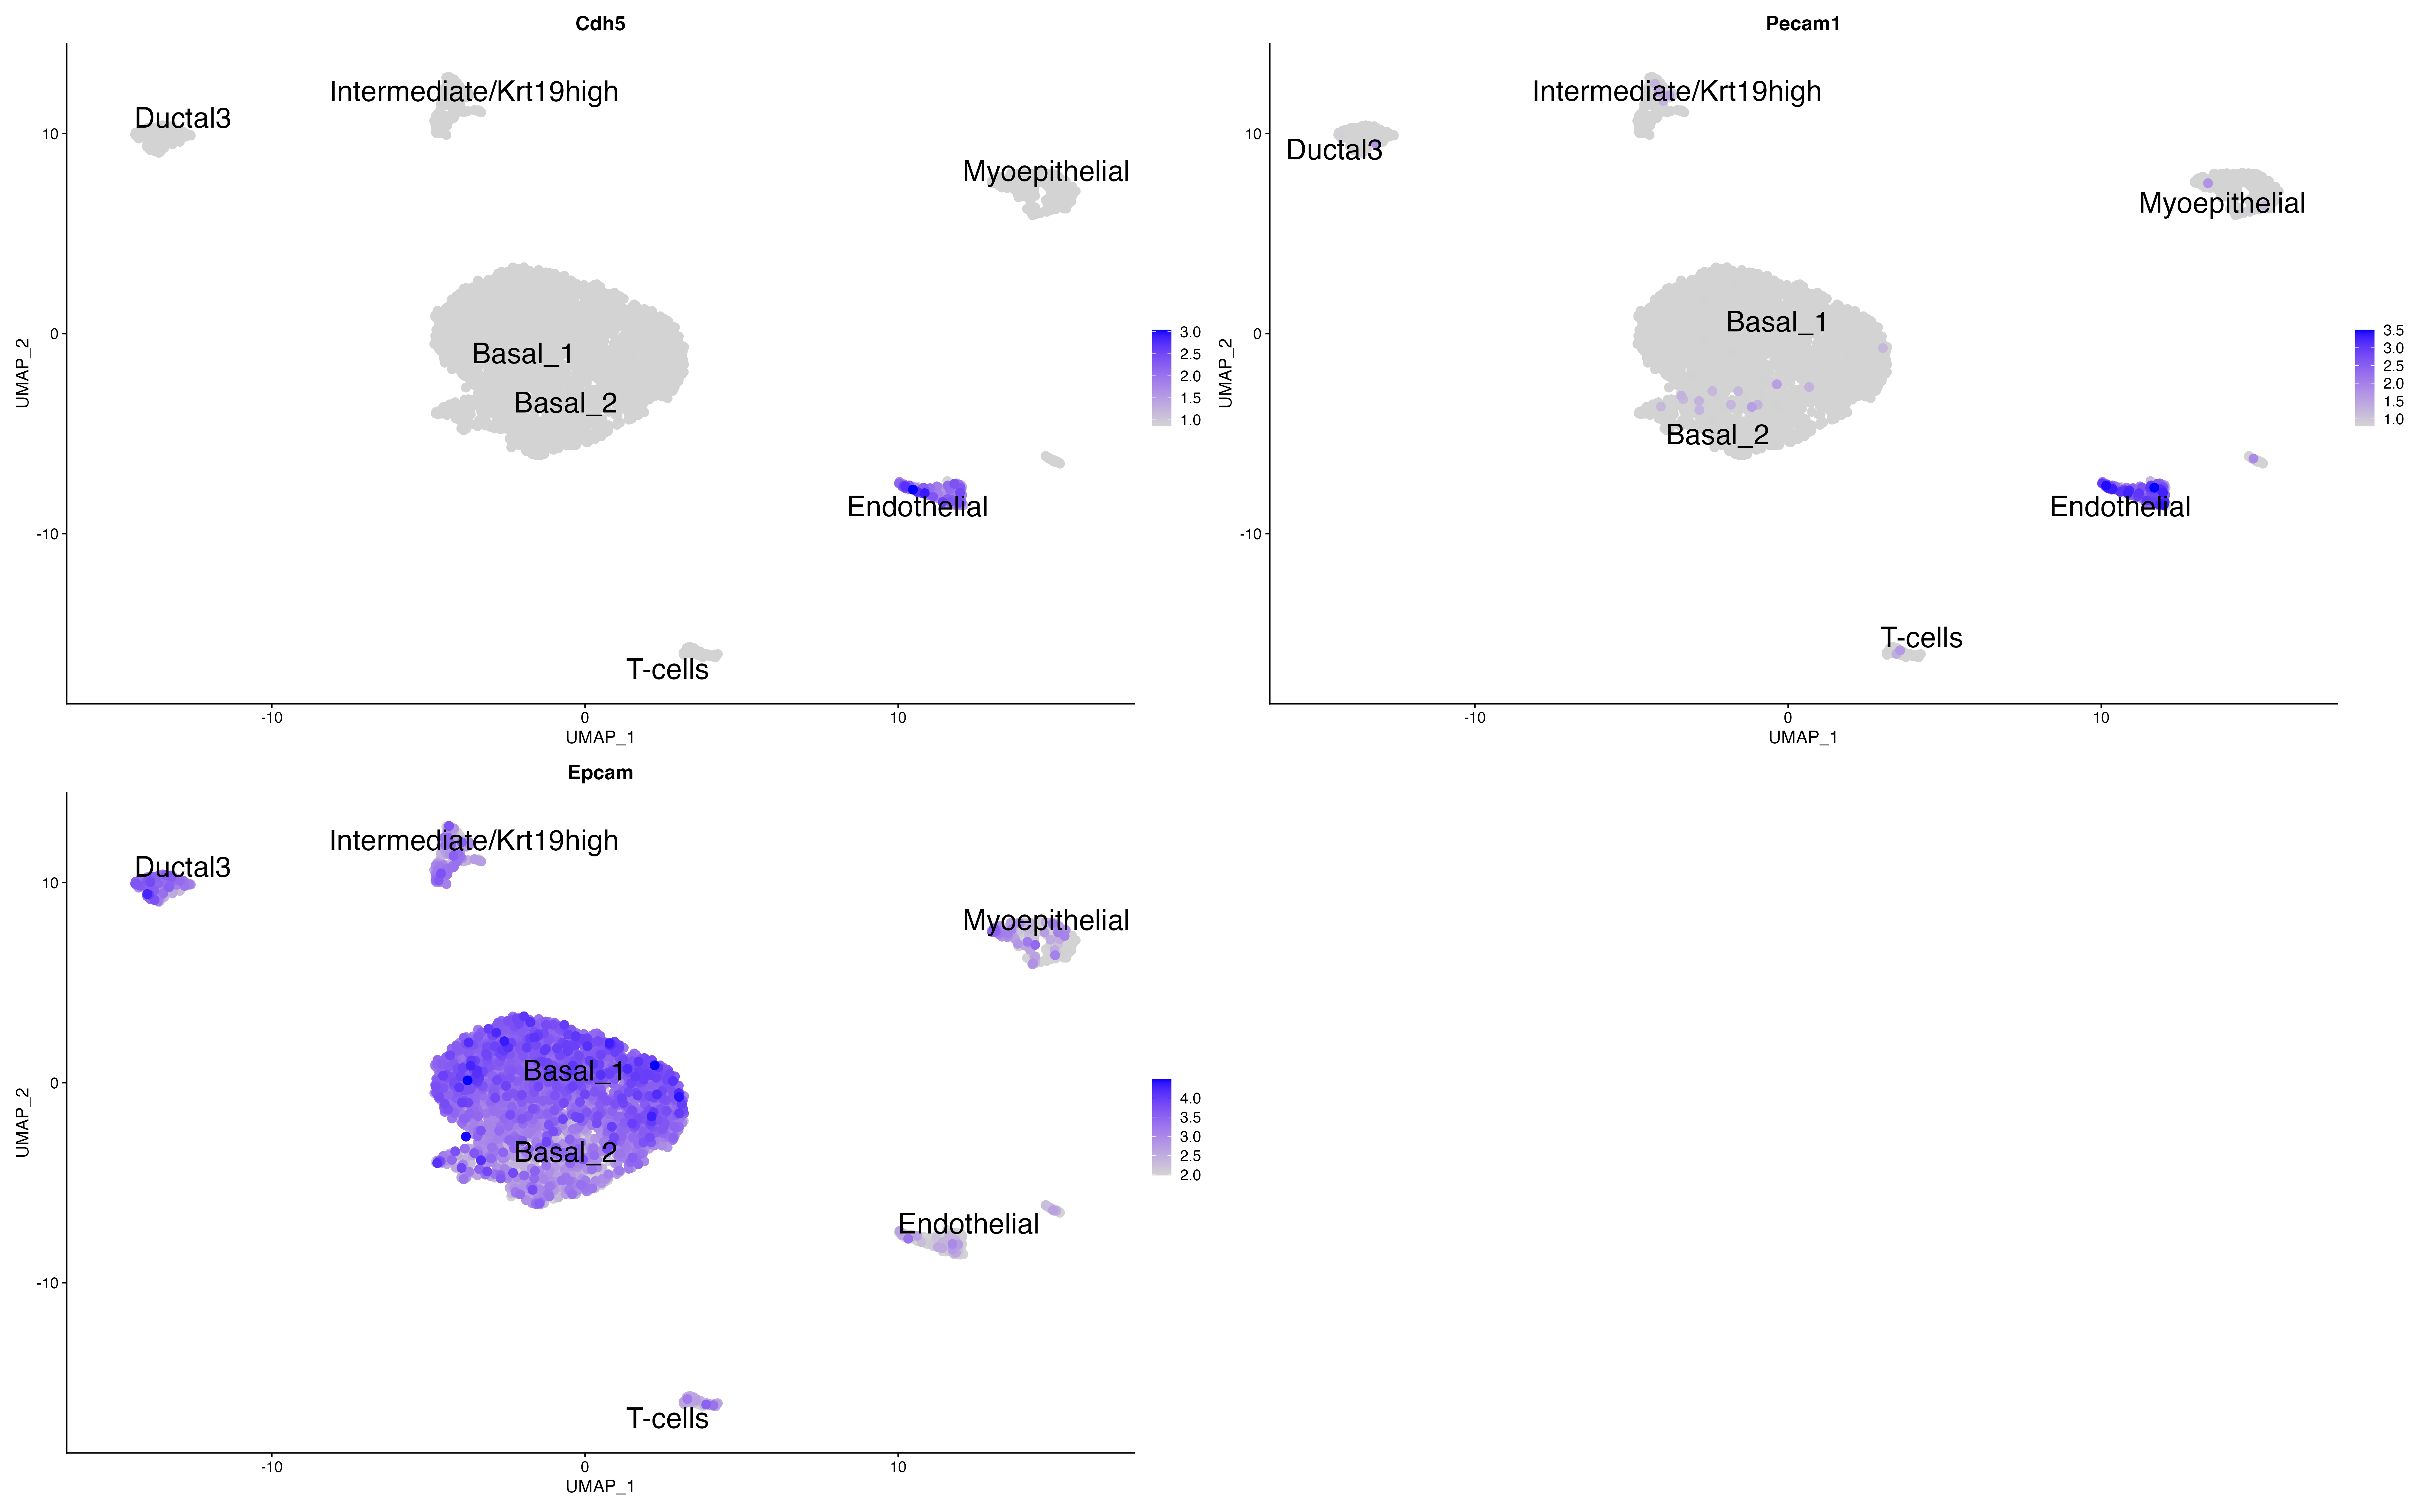 Cdh5
Intermediate/Krt19high
Ductal3
Myoepithelial
Basal_1
Basal_2
Endothelial
T-cells
10
0
-10
UMAP_2
-10
0
10
UMAP_1
3.0
2.5
2.0
1.5
1.0
Pecam1
Intermediate/Krt19high
Ductal3
Myoepithelial
Basal_1
Basal_2
Endothelial
T-cells
10
0
-10
UMAP_2
-10
0
10
UMAP_1
3.5
3.0
2.5
2.0
1.5
1.0
Epcam
Intermediate/Krt19high
Ductal3
Myoepithelial
Basal_1
Basal_2
Endothelial
T-cells
10
0
-10
UMAP_2
-10
0
10
UMAP_1
4.0
3.5
3.0
2.5
2.0